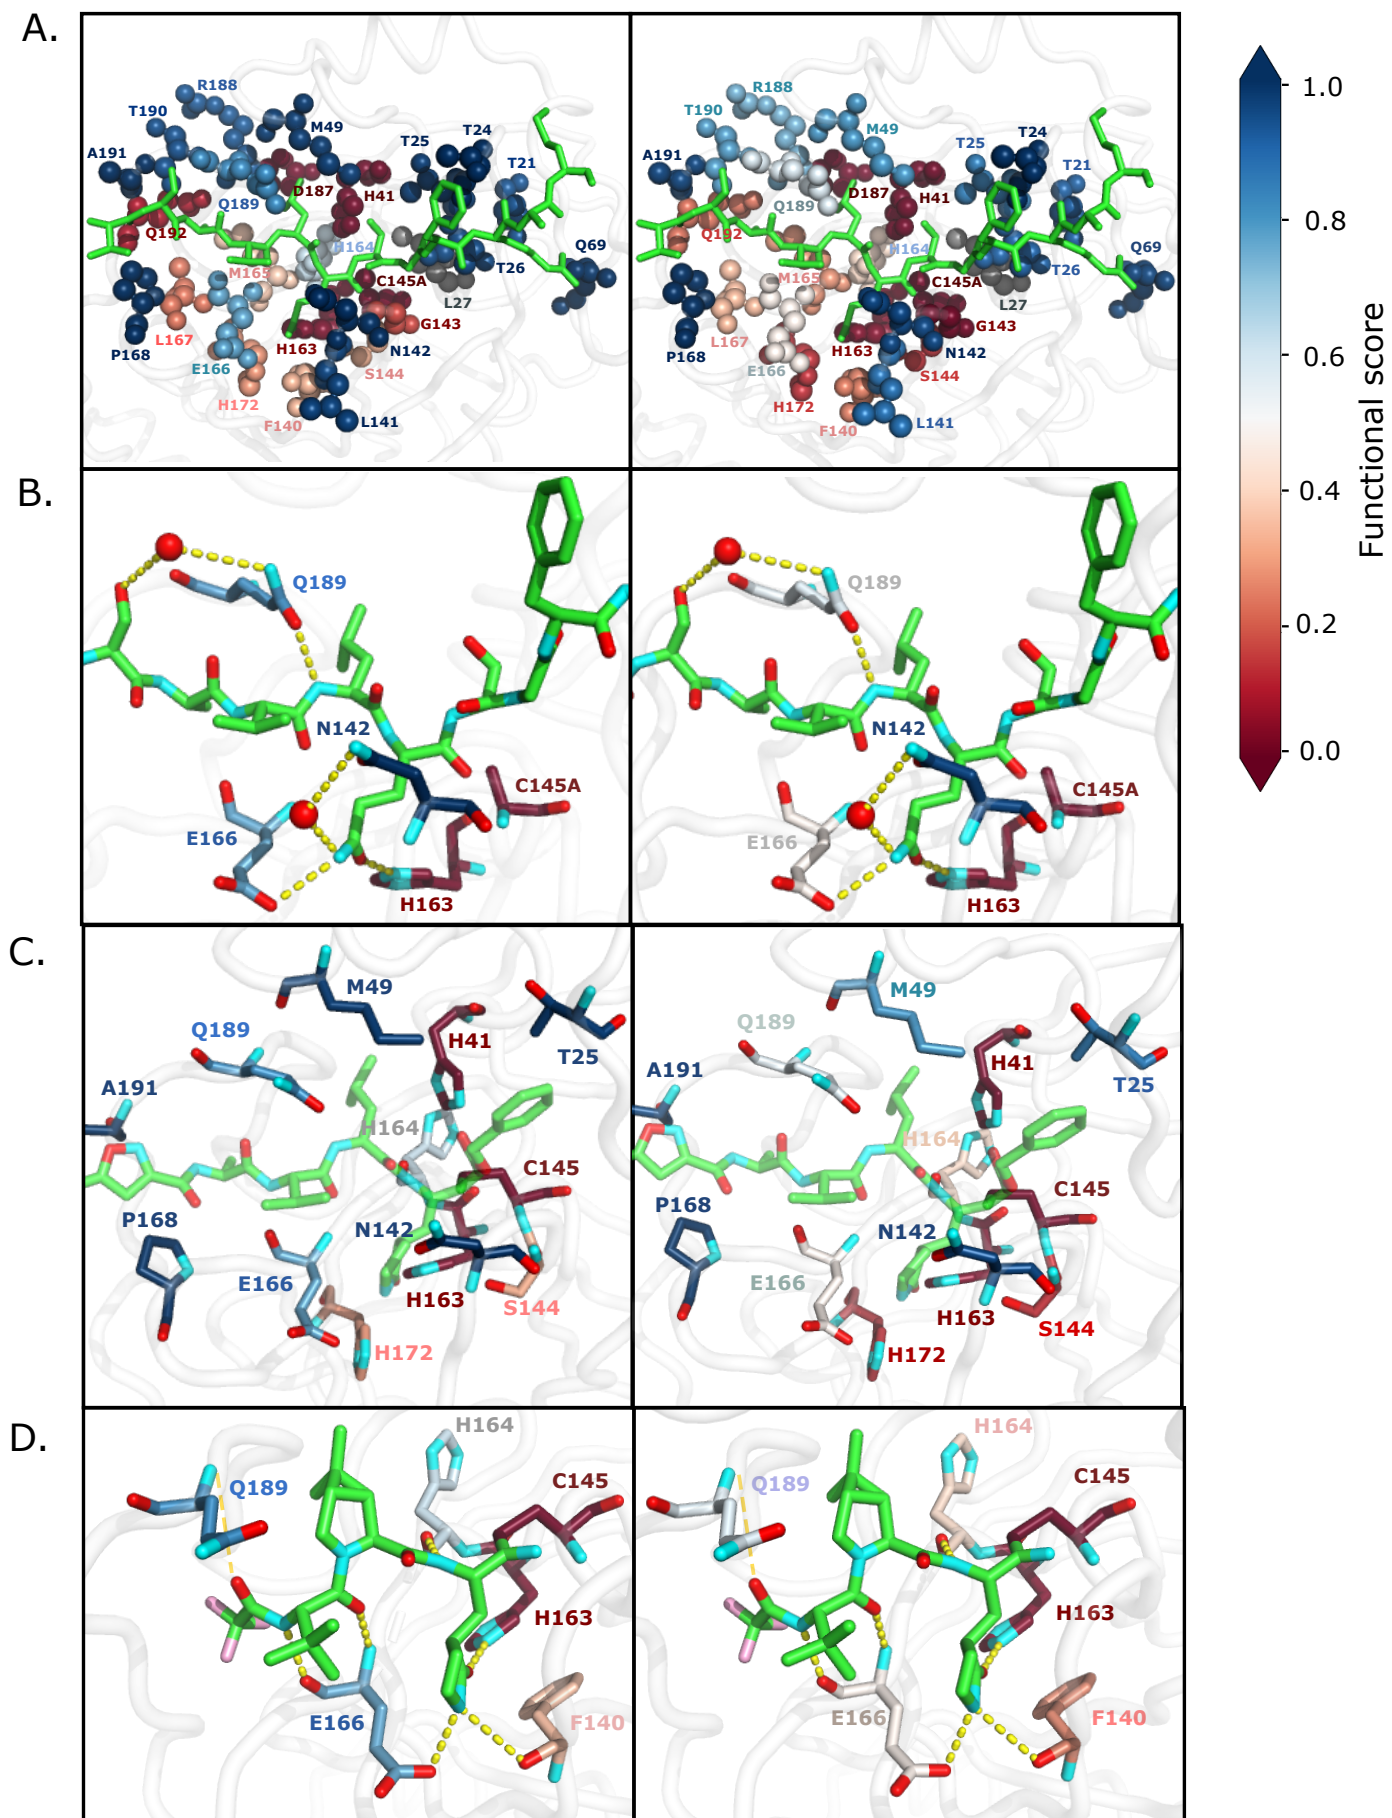 A.
R188
T190
M49
T25
T24
A191
T21
D187
H41
Q189
Q192
H164
Q69
M165
T26
C145A
L27
G143
L167
H163
N142
P168
E166
S144
H172
F140
L141
R188
T190
M49
T24
T25
A191
T21
D187
H41
Q189
Q192
H164
Q69
M165
T26
C145A
L27
G143
L167
H163
N142
P168
E166
S144
H172
F140
L141
1.0
0.8
0.6
0.4
0.2
0.0
Functional score
B.
Q189
N142
C145A
E166
H163
Q189
N142
C145A
E166
H163
C.
M49
Q189
H41
T25
A191
H164
C145
P168
N142
E166
H163
S144
H172
M49
Q189
H41
T25
A191
H164
C145
P168
N142
E166
H163
S144
H172
D.
H164
Q189
C145
H163
E166
F140
H164
Q189
C145
H163
E166
F140